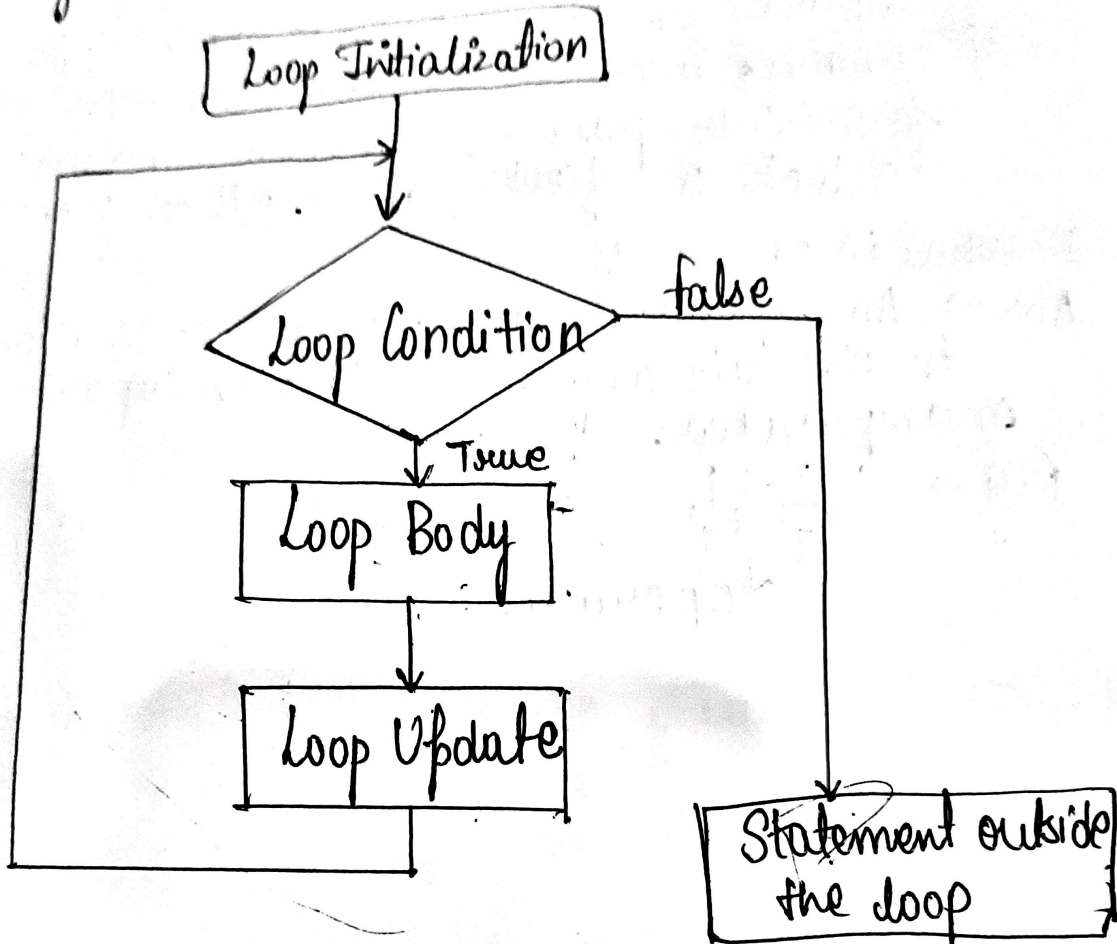 Loop Initialization
Loop Condition
false
True
Loop Body
Loop Update
Statement outside
the loop